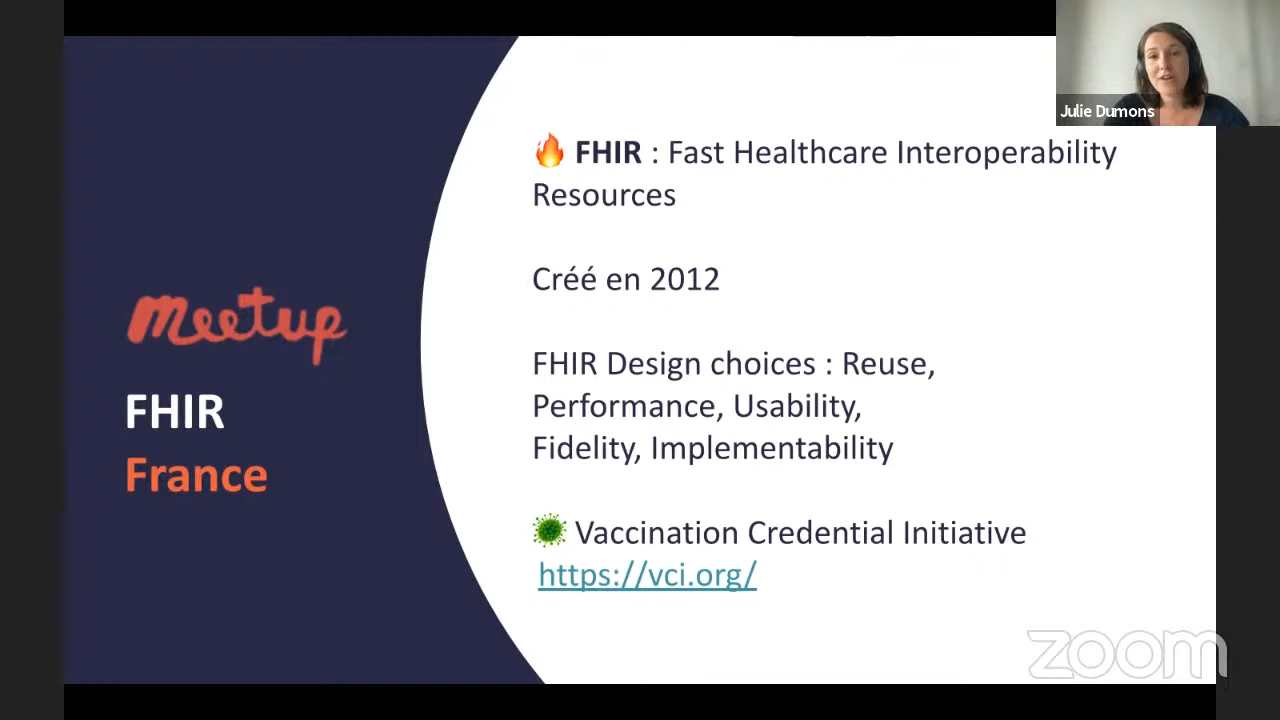 Julie Dumons
FHIR : Fast Healthcare Interoperability
Resources
Créé en 2012
FHIR Design choices : Reuse,
Performance, Usability,
Fidelity, Implementability
Vaccination Credential Initiative
https://vci.org/
meetup
FHIR
France
zoom